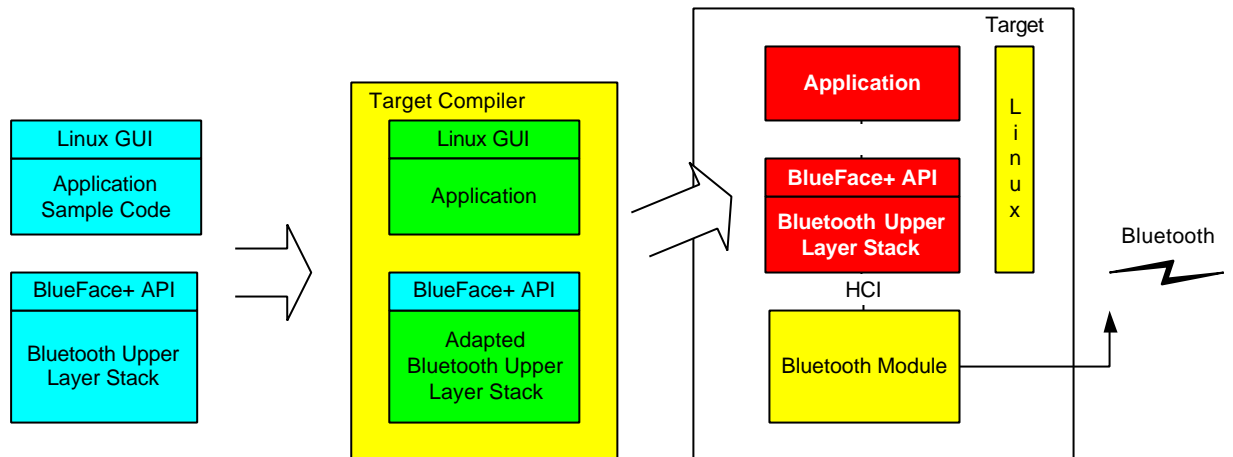 Linux GUI
Application
Sample Code
BlueFace+ API
Bluetooth Upper
Layer Stack
Target Compiler
Linux GUI
Application
BlueFace+ API
Adapted
Bluetooth Upper
Layer Stack
Target
Application
BlueFace+ API
Bluetooth Upper
Layer Stack
L
i
n
u
x
HCI
Bluetooth Module
Bluetooth